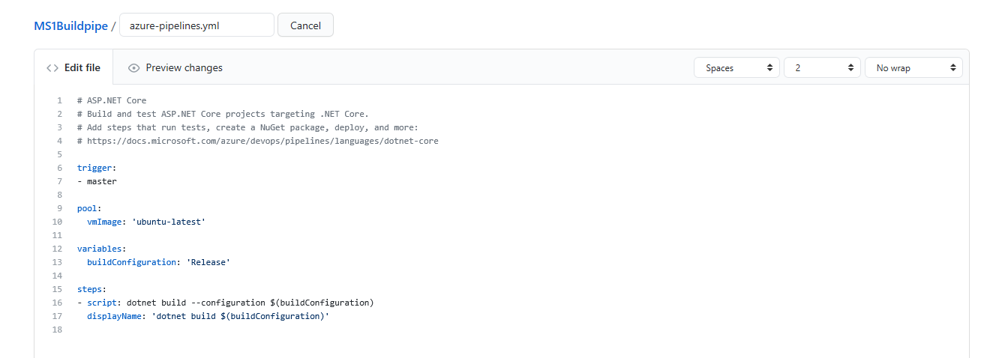 MS1Buildpipe / azure-pipelines.yml Cancel
<> Edit file Preview changes Spaces 2 No wrap
1 # ASP.NET Core
2 # Build and test ASP.NET Core projects targeting .NET Core.
3 # Add steps that run tests, create a NuGet package, deploy, and more:
4 # https://docs.microsoft.com/azure/devops/pipelines/languages/dotnet-core
5
6 trigger:
7 - master
8
9 pool:
10   vmImage: 'ubuntu-latest'
11
12 variables:
13   buildConfiguration: 'Release'
14
15 steps:
16 - script: dotnet build --configuration $(buildConfiguration)
17   displayName: 'dotnet build $(buildConfiguration)'
18